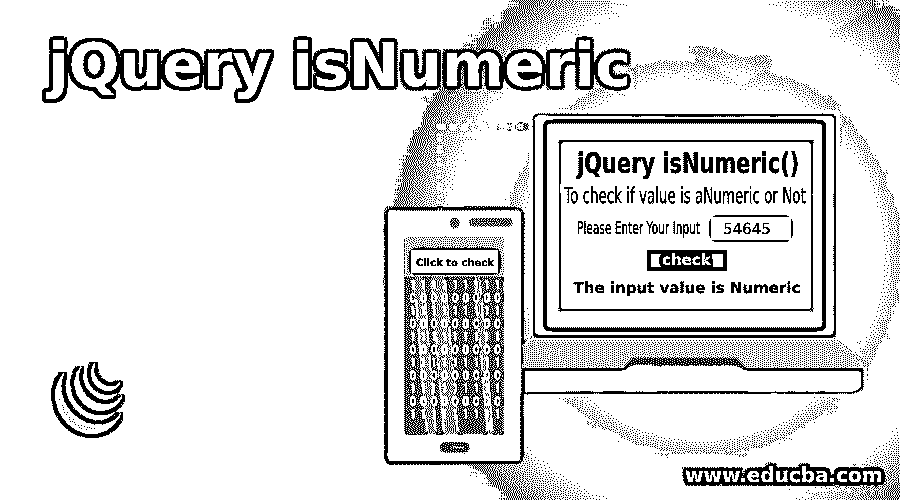 jQuery isNumeric
jQuery isNumeric()
To check if value is aNumeric or Not
Please Enter Your Input 54645
check
The input value is Numeric
Click to check
www.educba.com